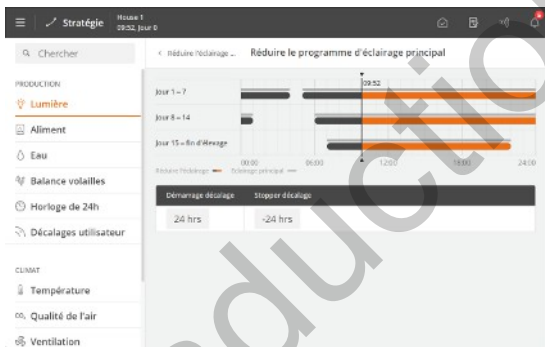 Stratégie
House 1
09:52, Jour 0
Chercher
Réduire l'éclairage ...
Réduire le programme d'éclairage principal
PRODUCTION
Lumière
Aliment
Eau
Balance volailles
Horloge de 24h
Décalages utilisateur
CLIMAT
Température
Qualité de l'air
Ventilation
09:52
Jour 1 – 7
Jour 8 – 14
Jour 15 – fin d'élevage
00:00 06:00 12:00 18:00 24:00
Réduire l'éclairage
Eclairage principal
Démarrage décalage Stopper décalage
24 hrs -24 hrs